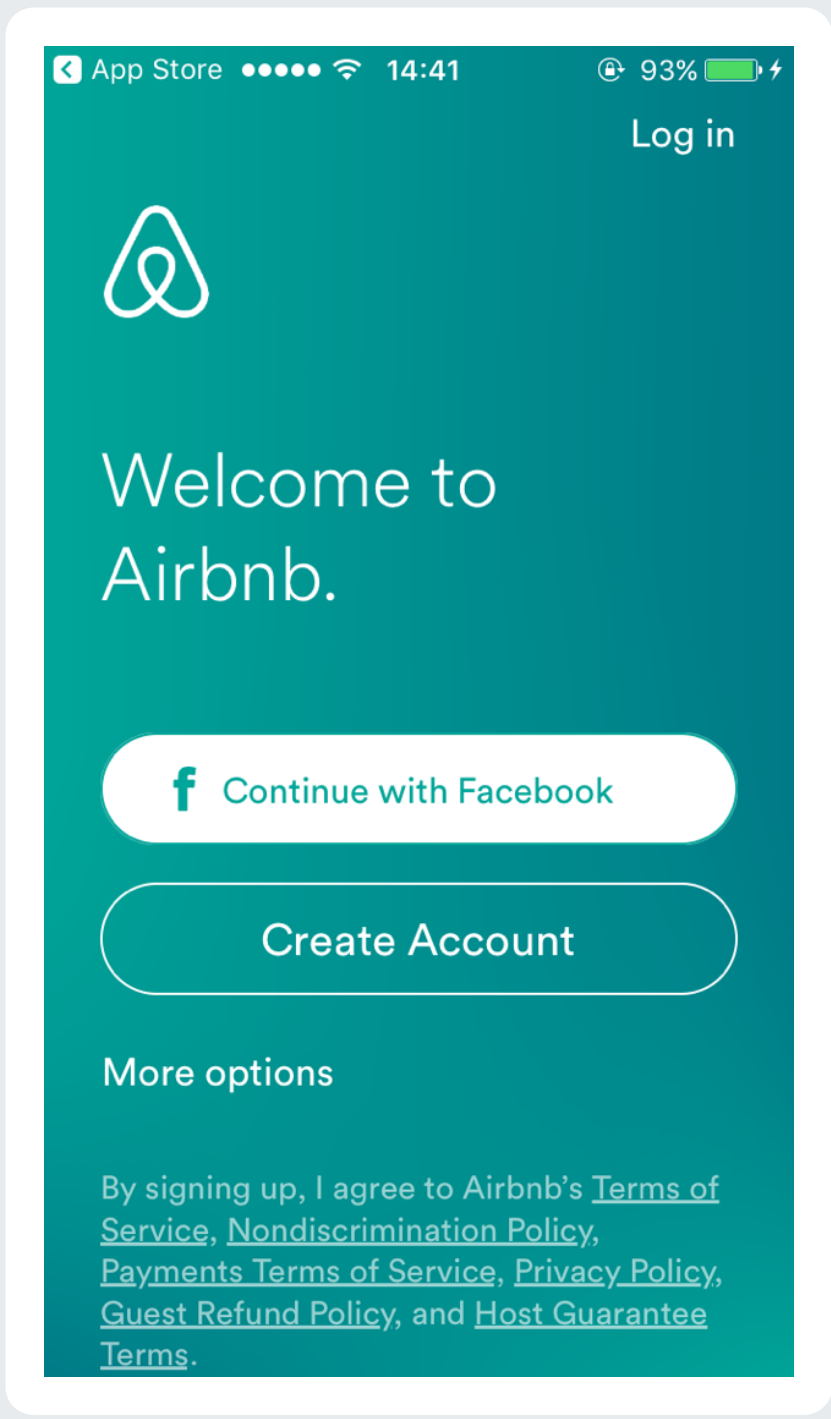 App Store 14:41 93%
Log in
Welcome to
Airbnb.
f Continue with Facebook
Create Account
More options
By signing up, I agree to Airbnb’s Terms of
Service, Nondiscrimination Policy,
Payments Terms of Service, Privacy Policy,
Guest Refund Policy, and Host Guarantee
Terms.